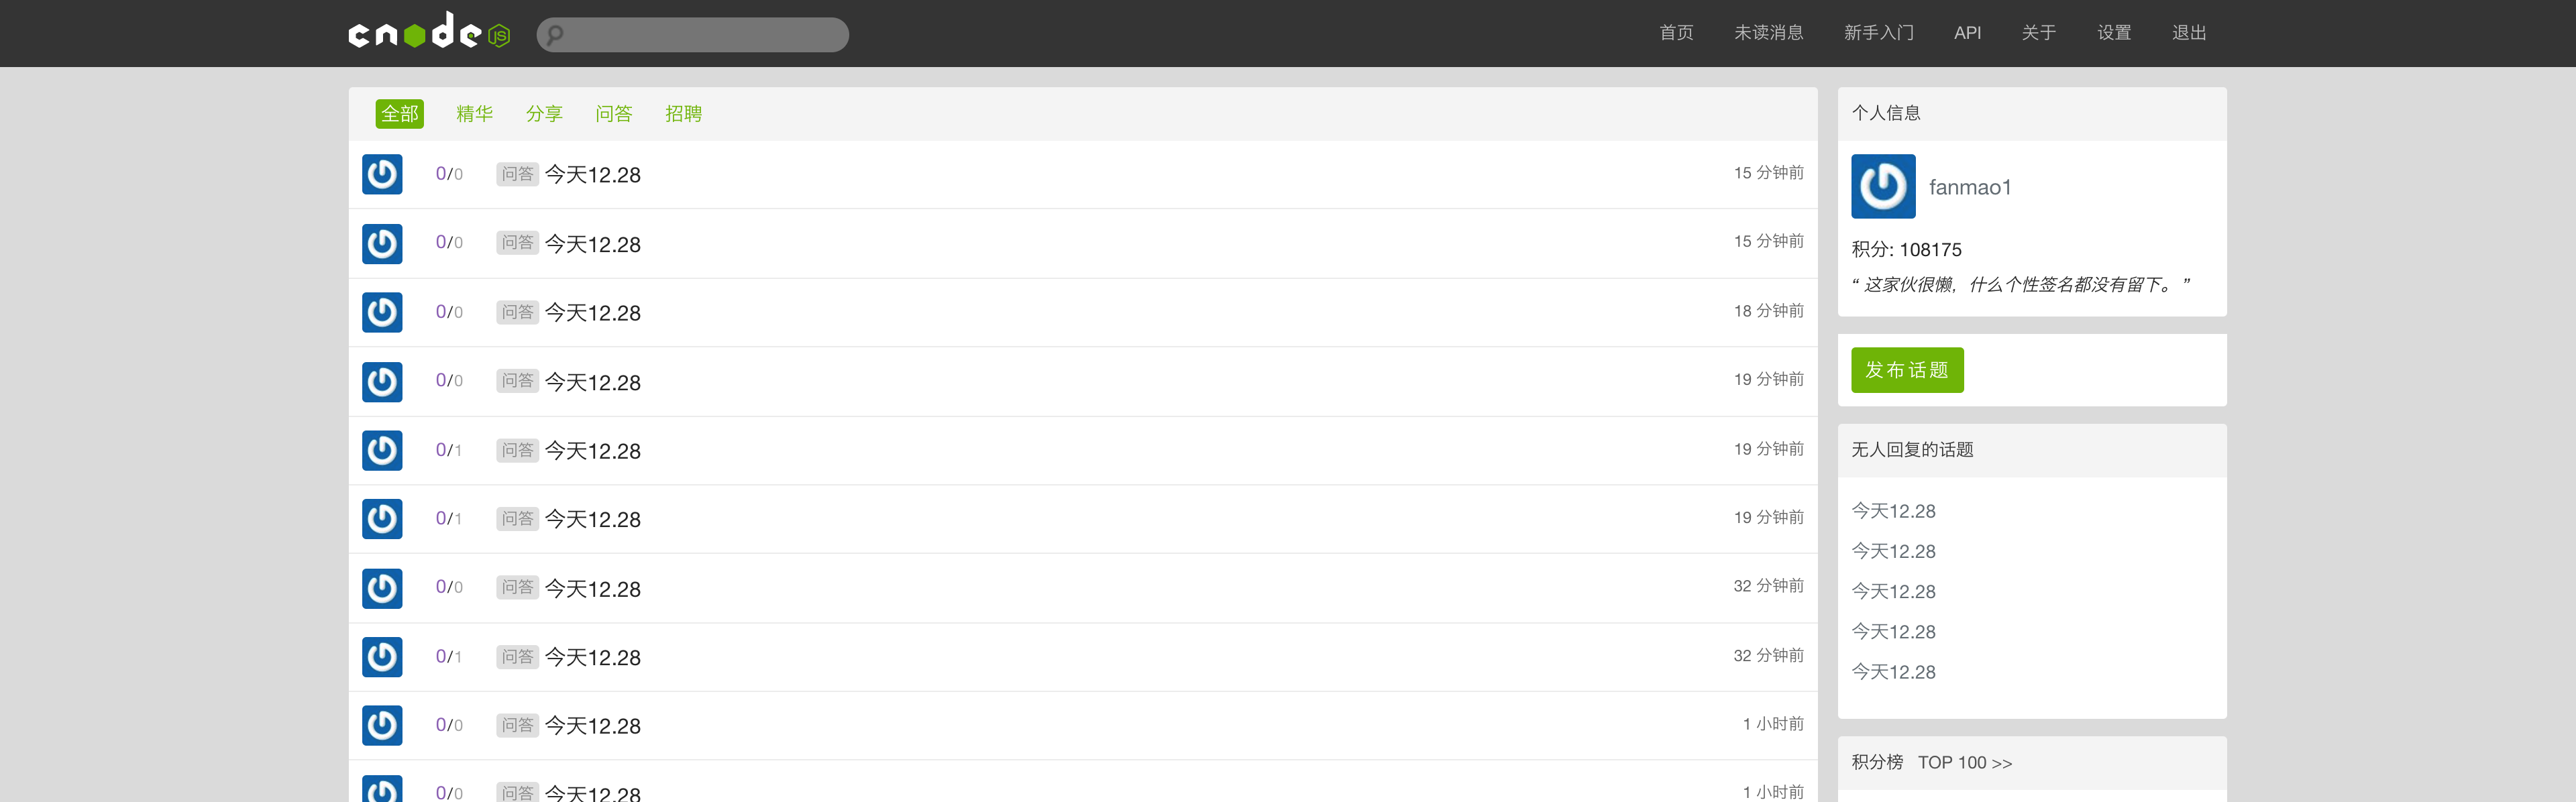 cnode JS
首页 未读消息 新手入门 API 关于 设置 退出
全部 精华 分享 问答 招聘
0/0 问答 今天12.28 15 分钟前
0/0 问答 今天12.28 15 分钟前
0/0 问答 今天12.28 18 分钟前
0/0 问答 今天12.28 19 分钟前
0/1 问答 今天12.28 19 分钟前
0/1 问答 今天12.28 19 分钟前
0/0 问答 今天12.28 32 分钟前
0/1 问答 今天12.28 32 分钟前
0/0 问答 今天12.28 1 小时前
0/0 问答 今天12.28 1 小时前
个人信息
fanmao1
积分: 108175
“ 这家伙很懒，什么个性签名都没有留下。 ”
发布话题
无人回复的话题
今天12.28
今天12.28
今天12.28
今天12.28
今天12.28
积分榜 TOP 100 >>